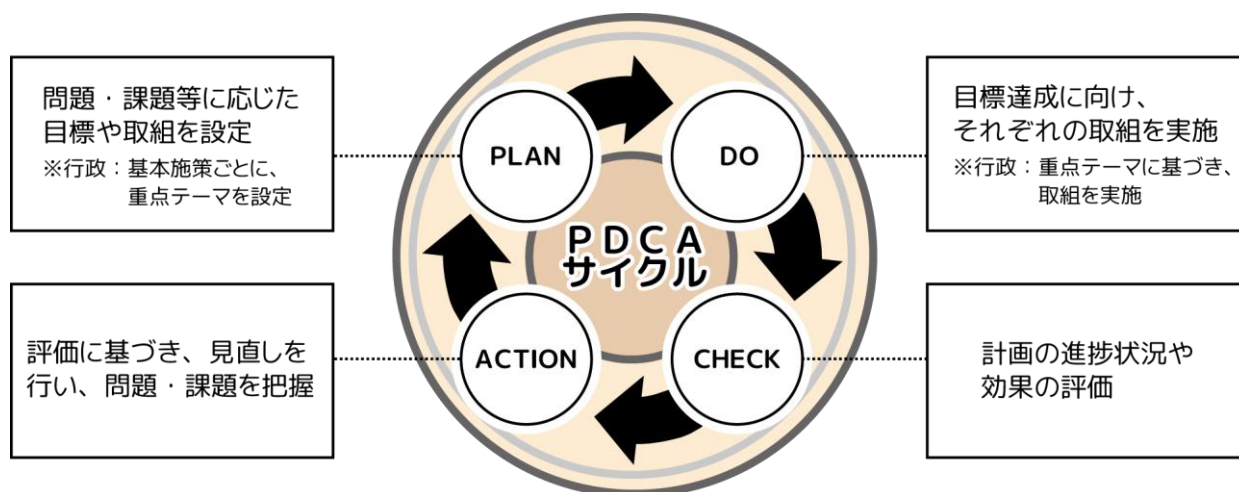 問題・課題等に応じた
目標や取組を設定
※行政：基本施策ごとに、
重点テーマを設定
PLAN
DO
目標達成に向け、
それぞれの取組を実施
※行政：重点テーマに基づき、
取組を実施
PDCA
サイクル
評価に基づき、見直しを
行い、問題・課題を把握
ACTION
CHECK
計画の進捗状況や
効果の評価